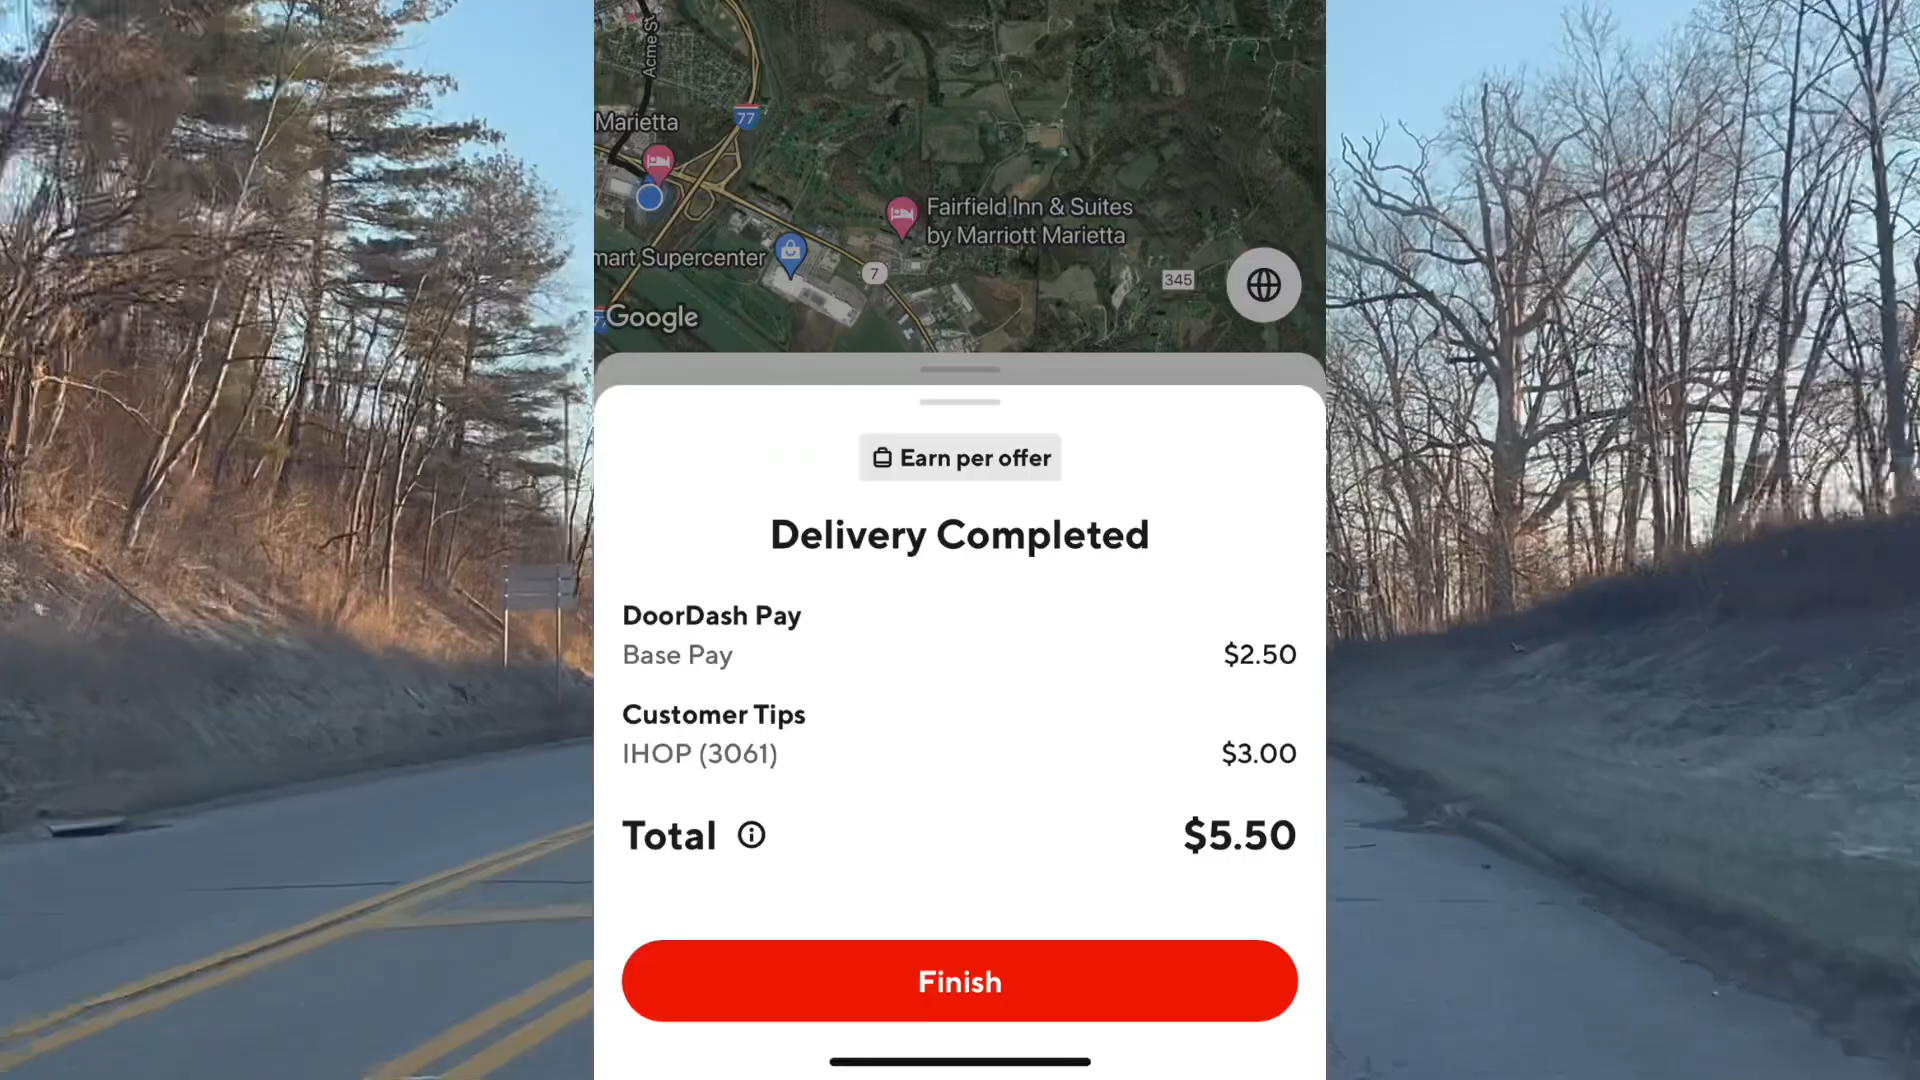 Acme St
77
Marietta
Fairfield Inn & Suites
by Marriott Marietta
mart Supercenter
7
345
Google
Earn per offer
Delivery Completed
DoorDash Pay
Base Pay $2.50
Customer Tips
IHOP (3061) $3.00
Total $5.50
Finish